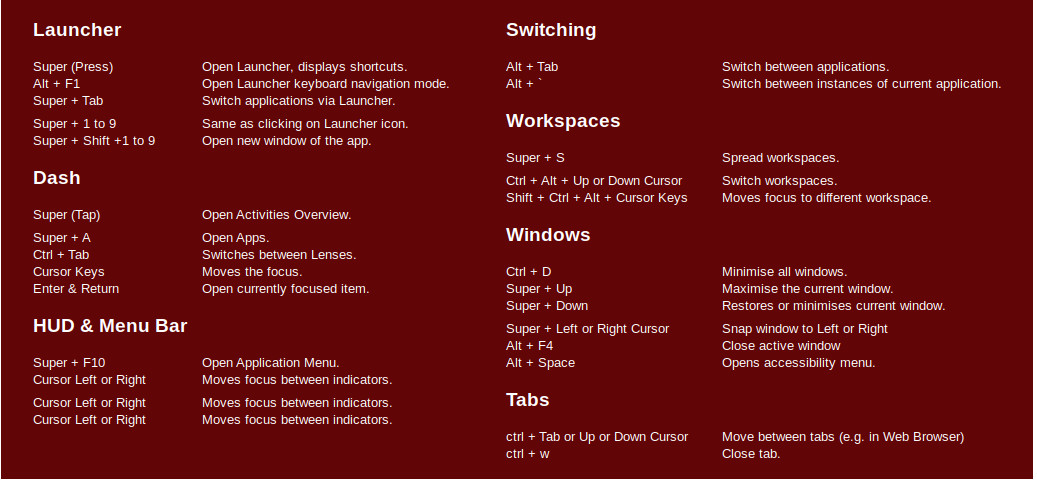 Launcher
Super (Press) Open Launcher, displays shortcuts.
Alt + F1 Open Launcher keyboard navigation mode.
Super + Tab Switch applications via Launcher.
Super + 1 to 9 Same as clicking on Launcher icon.
Super + Shift +1 to 9 Open new window of the app.
Dash
Super (Tap) Open Activities Overview.
Super + A Open Apps.
Ctrl + Tab Switches between Lenses.
Cursor Keys Moves the focus.
Enter & Return Open currently focused item.
HUD & Menu Bar
Super + F10 Open Application Menu.
Cursor Left or Right Moves focus between indicators.
Cursor Left or Right Moves focus between indicators.
Cursor Left or Right Moves focus between indicators.
Switching
Alt + Tab Switch between applications.
Alt + ` Switch between instances of current application.
Workspaces
Super + S Spread workspaces.
Ctrl + Alt + Up or Down Cursor Switch workspaces.
Shift + Ctrl + Alt + Cursor Keys Moves focus to different workspace.
Windows
Ctrl + D Minimise all windows.
Super + Up Maximise the current window.
Super + Down Restores or minimises current window.
Super + Left or Right Cursor Snap window to Left or Right
Alt + F4 Close active window
Alt + Space Opens accessibility menu.
Tabs
ctrl + Tab or Up or Down Cursor Move between tabs (e.g. in Web Browser)
ctrl + w Close tab.